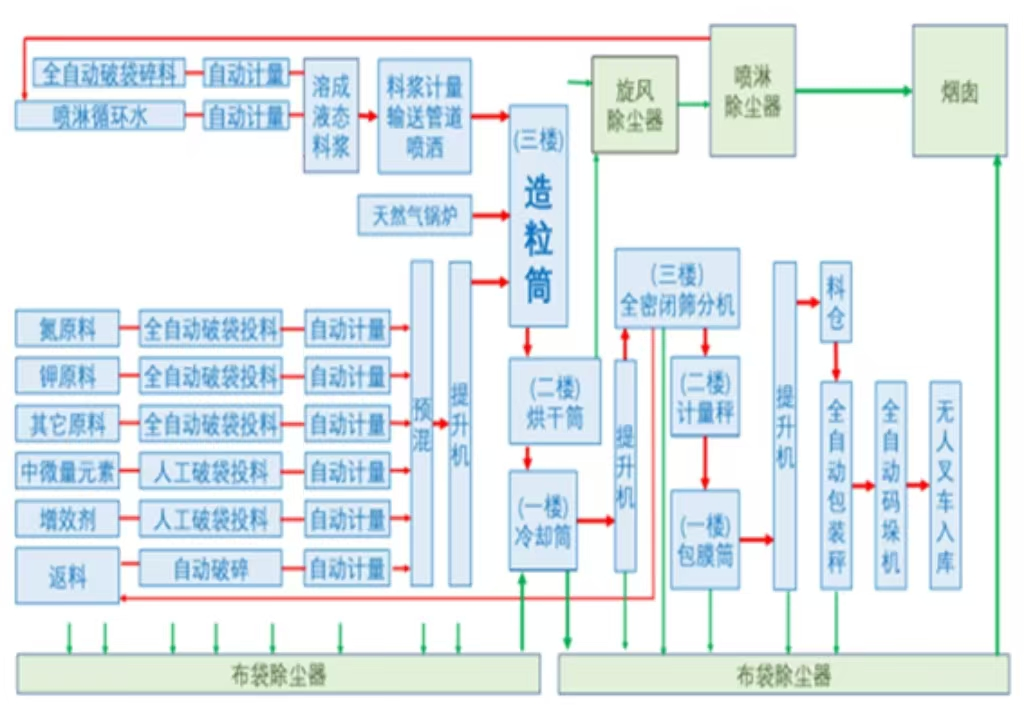 全自动破袋碎料
自动计量
喷淋循环水
自动计量
溶成
液态
料浆
料浆计量
输送管道
喷洒
天然气锅炉
(三楼)
造
粒
筒
旋风
除尘器
喷淋
除尘器
烟囱
氮原料
全自动破袋投料
自动计量
钾原料
全自动破袋投料
自动计量
其它原料
全自动破袋投料
自动计量
中微量元素
人工破袋投料
自动计量
增效剂
人工破袋投料
自动计量
返料
自动破碎
自动计量
预混
提升机
(二楼)
烘干筒
(一楼)
冷却筒
提升机
(三楼)
全密闭筛分机
(二楼)
计量秤
(一楼)
包膜筒
提升机
料仓
全自动包装秤
全自动码垛机
无人叉车入库
布袋除尘器
布袋除尘器